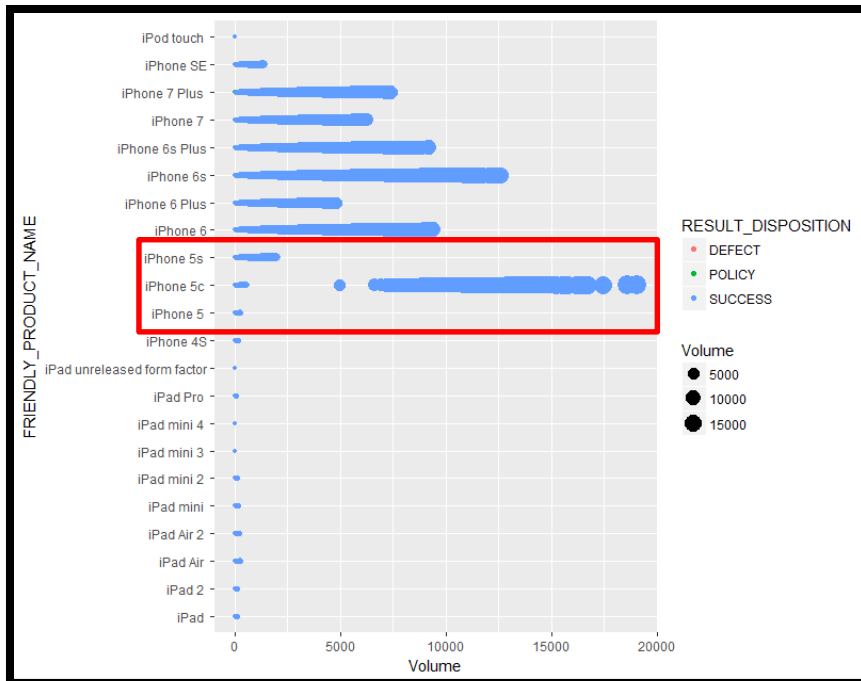 FRIENDLY_PRODUCT_NAME
iPod touch
iPhone SE
iPhone 7 Plus
iPhone 7
iPhone 6s Plus
iPhone 6s
iPhone 6 Plus
iPhone 6
iPhone 5s
iPhone 5c
iPhone 5
iPhone 4S
iPad unreleased form factor
iPad Pro
iPad mini 4
iPad mini 3
iPad mini 2
iPad mini
iPad Air 2
iPad Air
iPad 2
iPad
0 5000 10000 15000 20000
Volume
RESULT_DISPOSITION
DEFECT
POLICY
SUCCESS
Volume
5000
10000
15000